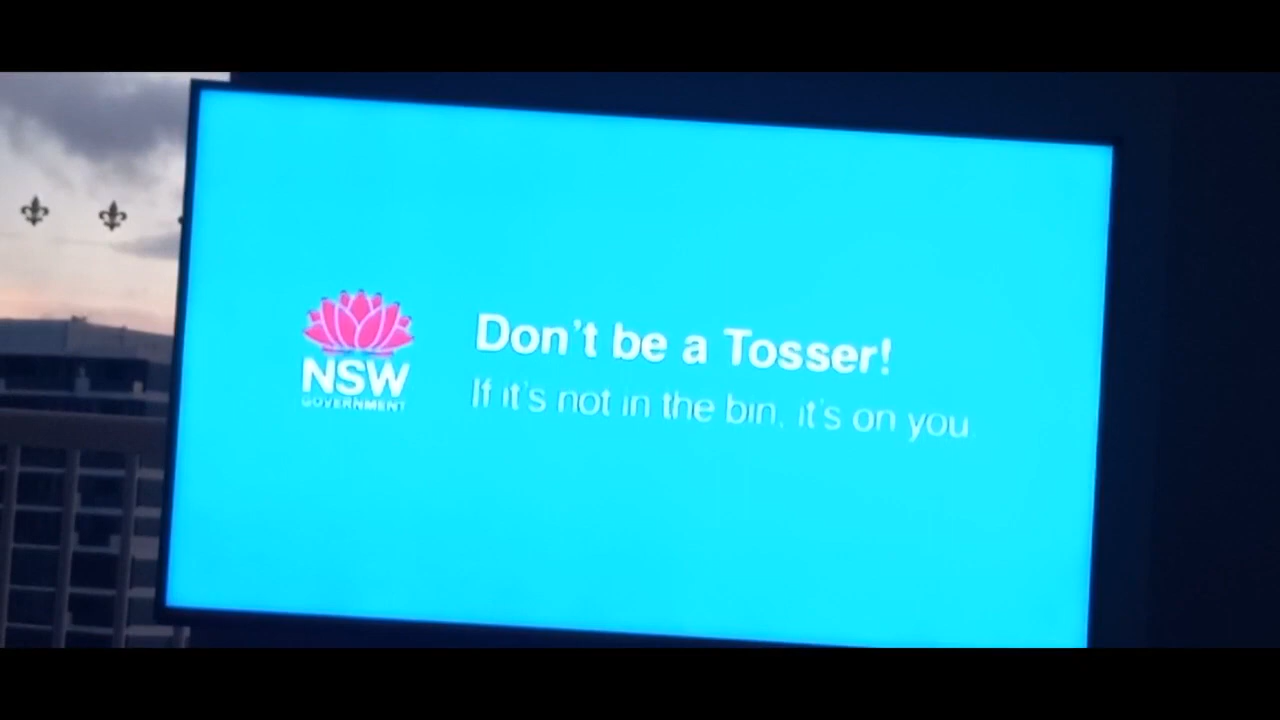 NSW
GOVERNMENT
Don't be a Tosser!
If it's not in the bin, it's on you